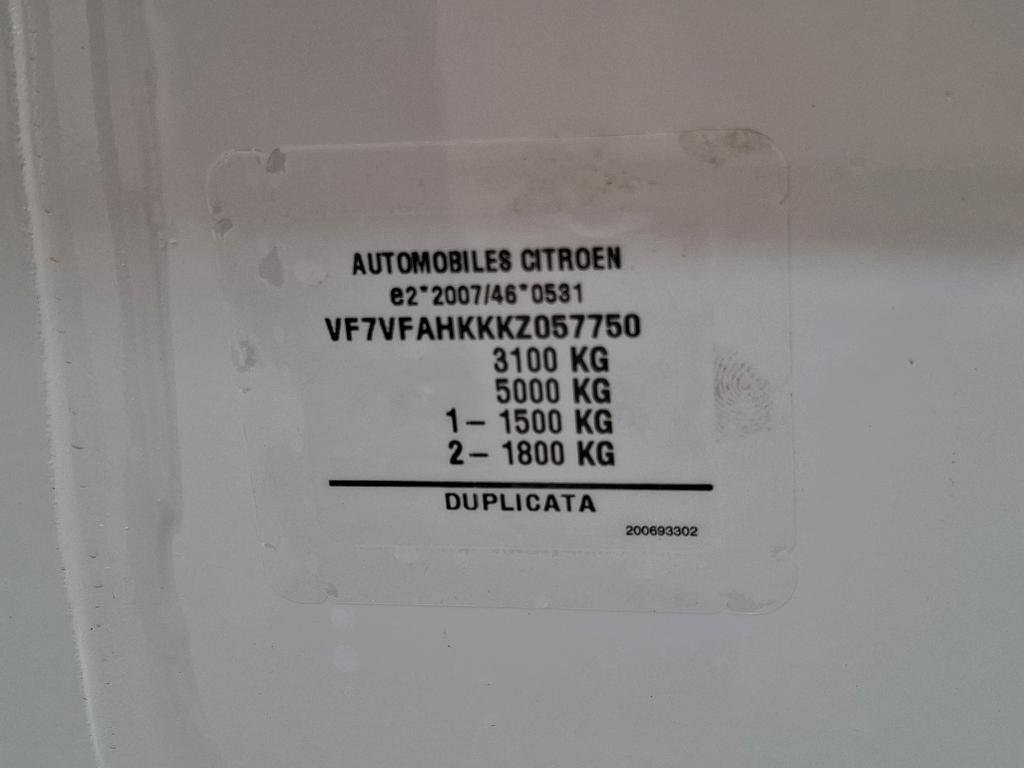 AUTOMOBILES CITROEN
e2*2007/46*0531
VF7VFAHKKKZ057750
3100 KG
5000 KG
1– 1500 KG
2– 1800 KG
DUPLICATA
200693302